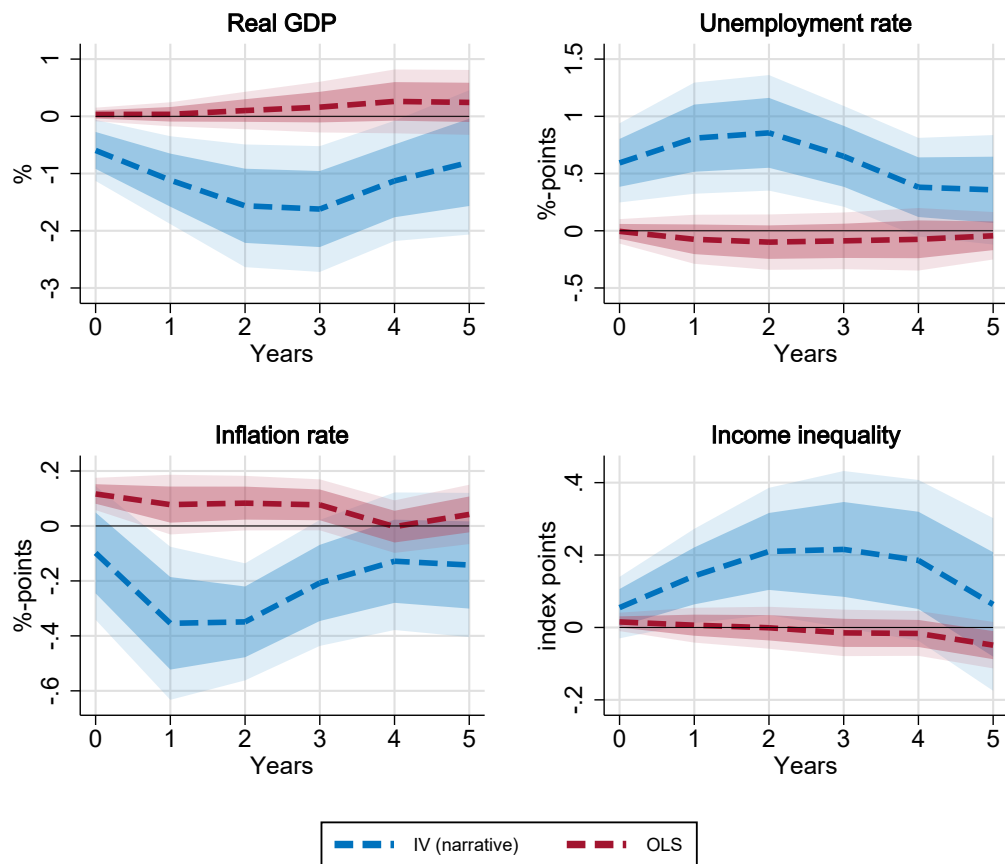 Real GDP
1
0
-1
-2
-3
%
0 1 2 3 4 5
Years
Unemployment rate
1.5
1
.5
0
-.5
%-points
0 1 2 3 4 5
Years
Inflation rate
.2
0
-.2
-.4
-.6
%-points
0 1 2 3 4 5
Years
Income inequality
.4
.2
0
-.2
index points
0 1 2 3 4 5
Years
IV (narrative) OLS